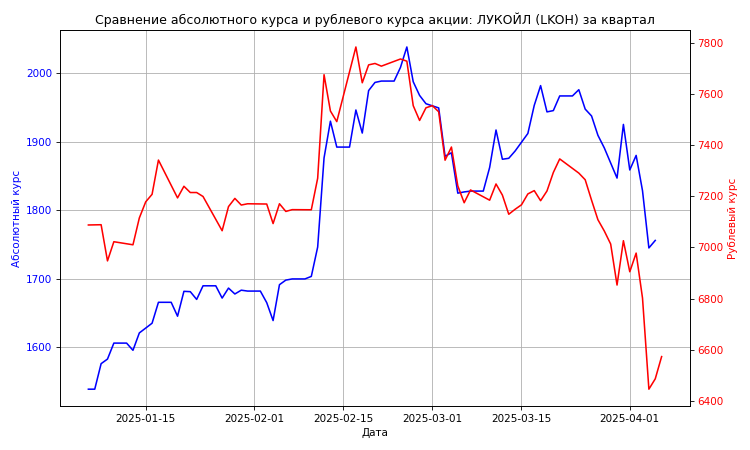 Сравнение абсолютного курса и рублевого курса акции: ЛУКОЙЛ (LKOH) за квартал
Абсолютный курс
2000
1900
1800
1700
1600
7800
7600
7400
7200
7000
6800
6600
6400
Рублевый курс
2025-01-15 2025-02-01 2025-02-15 2025-03-01 2025-03-15 2025-04-01
Дата